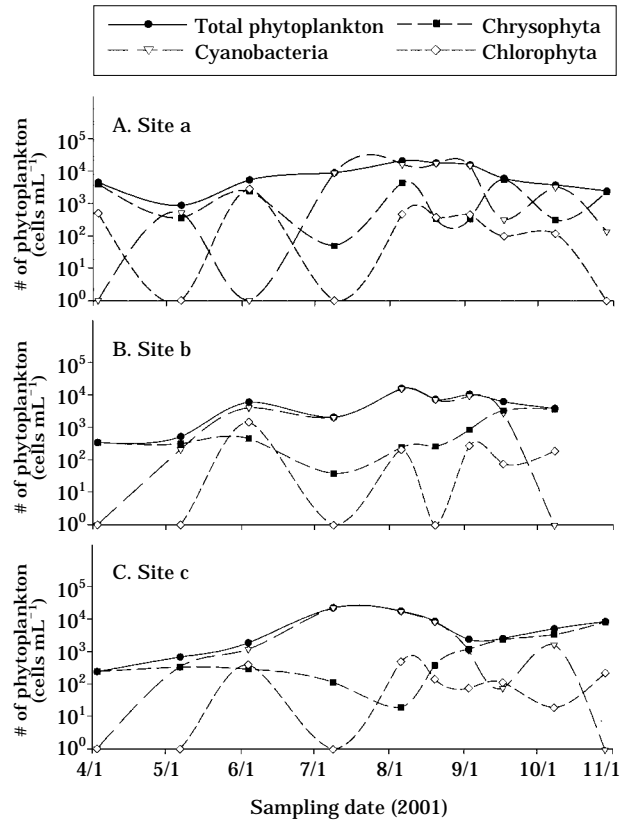 Total phytoplankton
Chrysophyta
Cyanobacteria
Chlorophyta
A. Site a
# of phytoplankton
(cells mL⁻¹)
10⁵
10⁴
10³
10²
10¹
10⁰
B. Site b
# of phytoplankton
(cells mL⁻¹)
10⁵
10⁴
10³
10²
10¹
10⁰
C. Site c
# of phytoplankton
(cells mL⁻¹)
10⁵
10⁴
10³
10²
10¹
10⁰
4/1 5/1 6/1 7/1 8/1 9/1 10/1 11/1
Sampling date (2001)